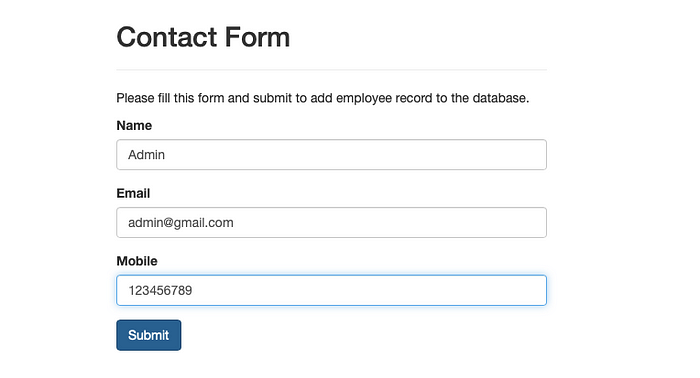 Contact Form
Please fill this form and submit to add employee record to the database.
Name
Admin
Email
admin@gmail.com
Mobile
123456789
Submit